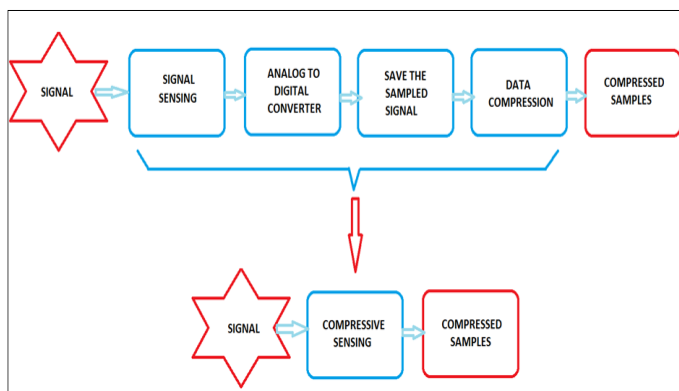 SIGNAL
SIGNAL
SENSING
ANALOG TO
DIGITAL
CONVERTER
SAVE THE
SAMPLED
SIGNAL
DATA
COMPRESSION
COMPRESSED
SAMPLES
SIGNAL
COMPRESSIVE
SENSING
COMPRESSED
SAMPLES